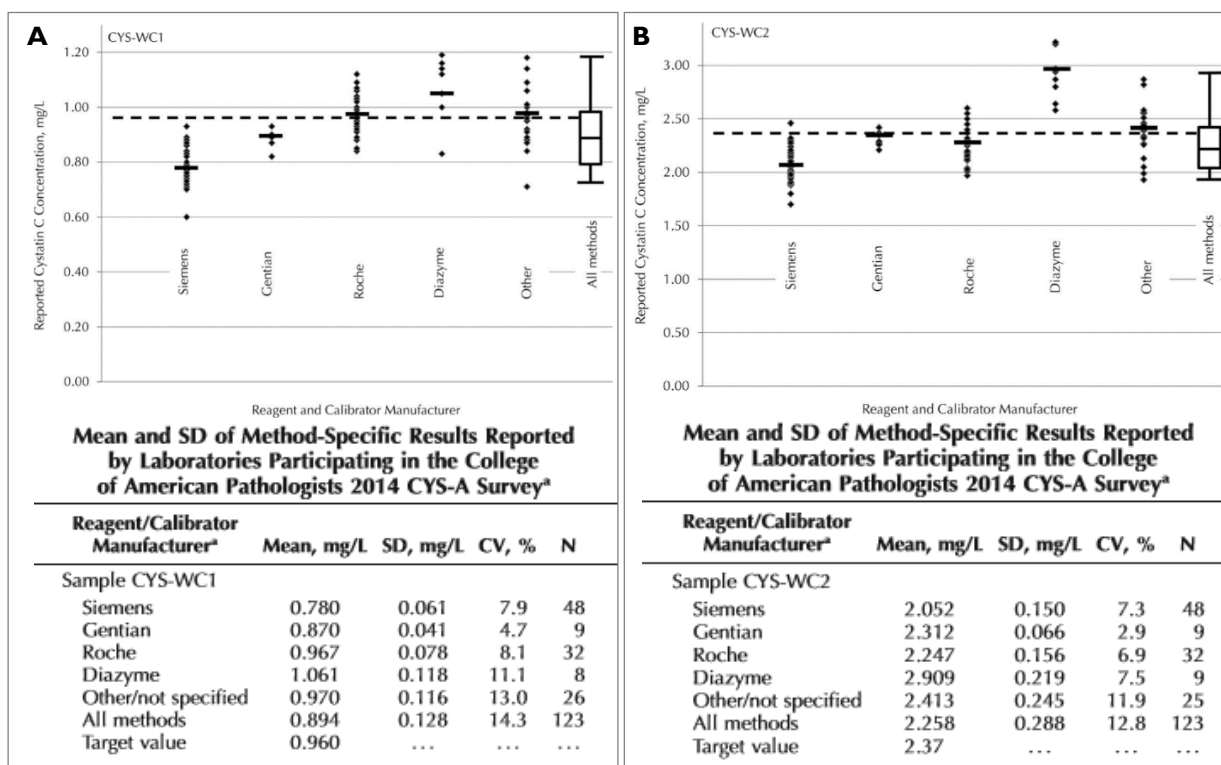 A
CYS-WC1
1.20
1.00
0.80
0.60
0.40
0.20
0.00
Reported Cystatin C Concentration, mg/L
Siemens
Gentian
Roche
Diazyme
Other
All methods
Reagent and Calibrator Manufacturer
Mean and SD of Method-Specific Results Reported
by Laboratories Participating in the College
of American Pathologists 2014 CYS-A Surveyᵃ
Reagent/Calibrator
Manufacturerᵃ Mean, mg/L SD, mg/L CV, % N
Sample CYS-WC1
Siemens 0.780 0.061 7.9 48
Gentian 0.870 0.041 4.7 9
Roche 0.967 0.078 8.1 32
Diazyme 1.061 0.118 11.1 8
Other/not specified 0.970 0.116 13.0 26
All methods 0.894 0.128 14.3 123
Target value 0.960 ... ... ...
B
CYS-WC2
3.00
2.50
2.00
1.50
1.00
0.50
0.00
Reported Cystatin C Concentration, mg/L
Siemens
Gentian
Roche
Diazyme
Other
All methods
Reagent and Calibrator Manufacturer
Mean and SD of Method-Specific Results Reported
by Laboratories Participating in the College
of American Pathologists 2014 CYS-A Surveyᵃ
Reagent/Calibrator
Manufacturerᵃ Mean, mg/L SD, mg/L CV, % N
Sample CYS-WC2
Siemens 2.052 0.150 7.3 48
Gentian 2.312 0.066 2.9 9
Roche 2.247 0.156 6.9 32
Diazyme 2.909 0.219 7.5 9
Other/not specified 2.413 0.245 11.9 25
All methods 2.258 0.288 12.8 123
Target value 2.37 ... ... ...